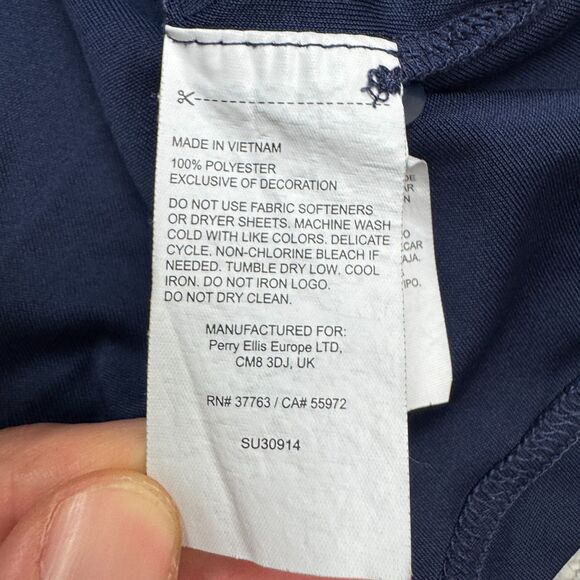 MADE IN VIETNAM
100% POLYESTER
EXCLUSIVE OF DECORATION
DO NOT USE FABRIC SOFTENERS
OR DRYER SHEETS. MACHINE WASH
COLD WITH LIKE COLORS. DELICATE
CYCLE. NON-CHLORINE BLEACH IF
NEEDED. TUMBLE DRY LOW, COOL
IRON. DO NOT IRON LOGO.
DO NOT DRY CLEAN.
MANUFACTURED FOR:
Perry Ellis Europe LTD,
CM8 3DJ, UK
RN# 37763 / CA# 55972
SU30914